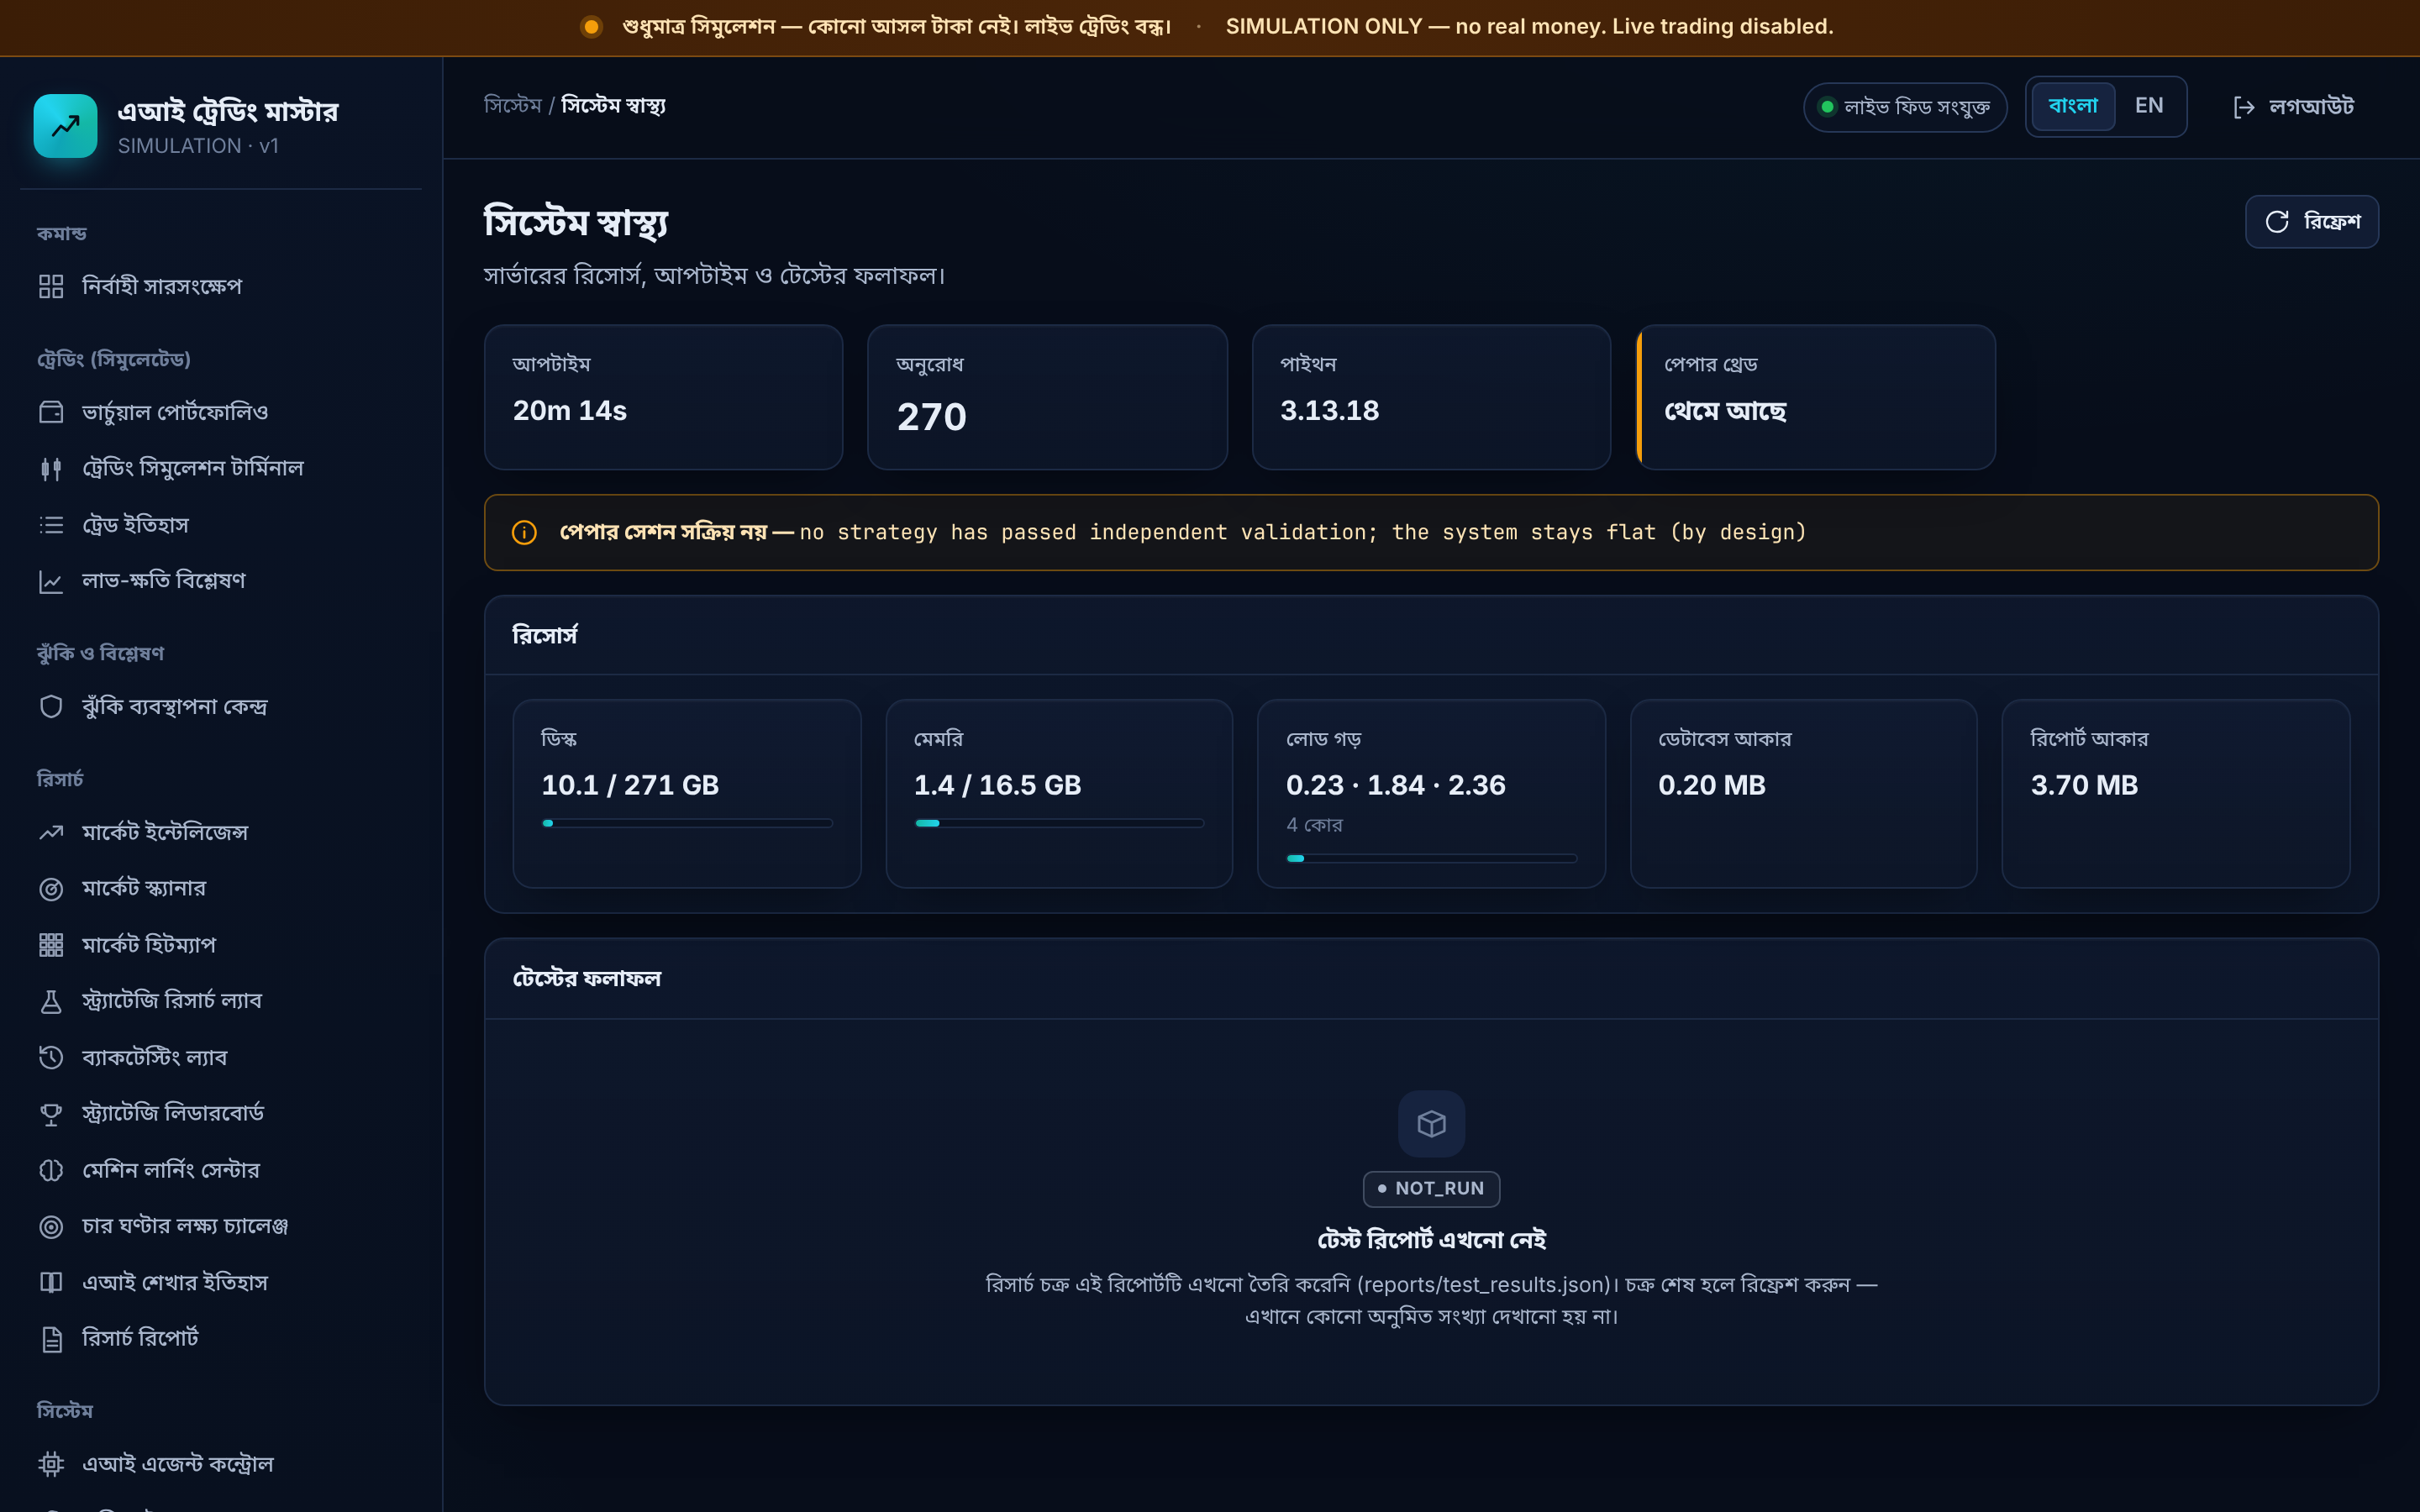 শুধুমাত্র সিমুলেশন — কোনো আসল টাকা নেই। লাইভ ট্রেডিং বন্ধ। · SIMULATION ONLY — no real money. Live trading disabled.
এআই ট্রেডিং মাস্টার
SIMULATION · v1
কমান্ড
নির্বাহী সারসংক্ষেপ
ট্রেডিং (সিমুলেটেড)
ভার্চুয়াল পোর্টফোলিও
ট্রেডিং সিমুলেশন টার্মিনাল
ট্রেড ইতিহাস
লাভ-ক্ষতি বিশ্লেষণ
ঝুঁকি ও বিশ্লেষণ
ঝুঁকি ব্যবস্থাপনা কেন্দ্র
রিসার্চ
মার্কেট ইন্টেলিজেন্স
মার্কেট স্ক্যানার
মার্কেট হিটম্যাপ
স্ট্র্যাটেজি রিসার্চ ল্যাব
ব্যাকটেস্টিং ল্যাব
স্ট্র্যাটেজি লিডারবোর্ড
মেশিন লার্নিং সেন্টার
চার ঘণ্টার লক্ষ্য চ্যালেঞ্জ
এআই শেখার ইতিহাস
রিসার্চ রিপোর্ট
সিস্টেম
এআই এজেন্ট কন্ট্রোল
সিস্টেম / সিস্টেম স্বাস্থ্য
লাইভ ফিড সংযুক্ত
বাংলা EN
লগআউট
সিস্টেম স্বাস্থ্য
রিফ্রেশ
সার্ভারের রিসোর্স, আপটাইম ও টেস্টের ফলাফল।
আপটাইম
20m 14s
অনুরোধ
270
পাইথন
3.13.18
পেপার থ্রেড
থেমে আছে
পেপার সেশন সক্রিয় নয় — no strategy has passed independent validation; the system stays flat (by design)
রিসোর্স
ডিস্ক
10.1 / 271 GB
মেমরি
1.4 / 16.5 GB
লোড গড়
0.23 · 1.84 · 2.36
4 কোর
ডেটাবেস আকার
0.20 MB
রিপোর্ট আকার
3.70 MB
টেস্টের ফলাফল
NOT_RUN
টেস্ট রিপোর্ট এখনো নেই
রিসার্চ চক্র এই রিপোর্টটি এখনো তৈরি করেনি (reports/test_results.json)। চক্র শেষ হলে রিফ্রেশ করুন —
এখানে কোনো অনুমিত সংখ্যা দেখানো হয় না।